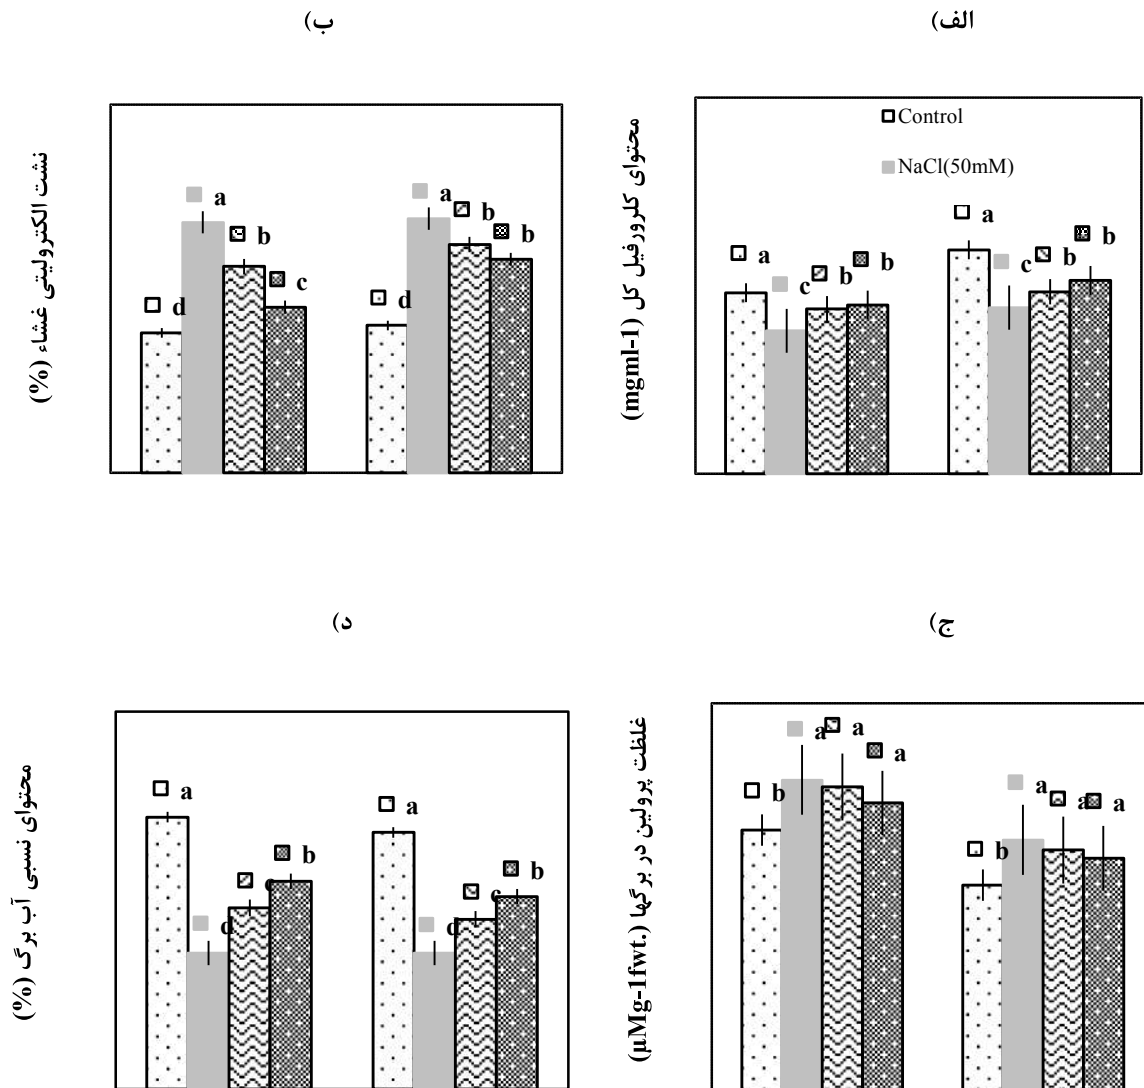 الف)
محتوای کلروفیل کل (mgml-1)
Control
NaCl(50mM)
a
c
b
b
a
c
b
b
ب)
نشت الکترولیتی غشاء (%)
d
a
b
c
d
a
b
b
ج)
غلظت پرولین در برگها (µMg-1fwt.)
b
a
a
a
b
a
a
a
د)
محتوای نسبی آب برگ (%)
a
d
c
b
a
d
c
b